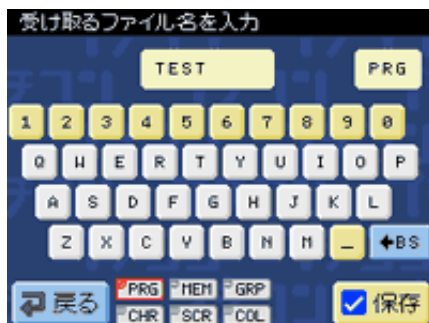 受け取るファイル名を入力
TEST PRG
1 2 3 4 5 6 7 8 9 0
Q W E R T Y U I O P
A S D F G H J K L
Z X C V B N M _ ←BS
戻る PRG MEM GRP 保存
CHR SCR COL